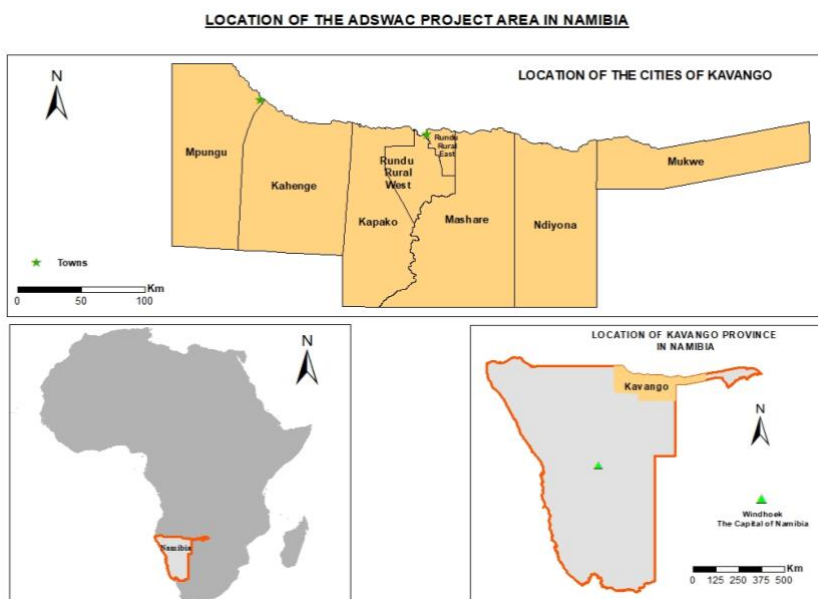 LOCATION OF THE ADSWAC PROJECT AREA IN NAMIBIA
N
LOCATION OF THE CITIES OF KAVANGO
Mpungu
Kahenge
Rundu
Rural
West
Rundu
Rural
East
Kapako
Mashare
Ndiyona
Mukwe
Towns
Km
0 50 100
N
Namibia
LOCATION OF KAVANGO PROVINCE
IN NAMIBIA
Kavango
N
Windhoek
The Capital of Namibia
Km
0 125 250 375 500